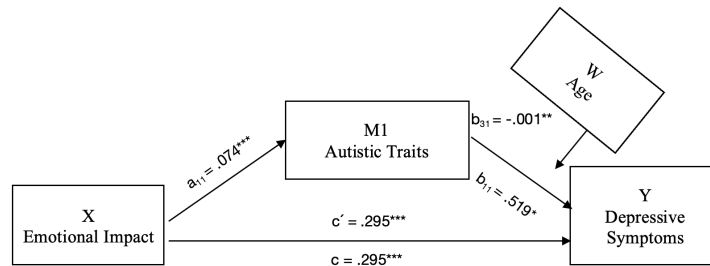 W
Age
b₃₁ = -.001**
M1
Autistic Traits
a₁₁ = .074***
b₁₁ = .519*
X
Emotional Impact
Y
Depressive
Symptoms
c´ = .295***
c = .295***